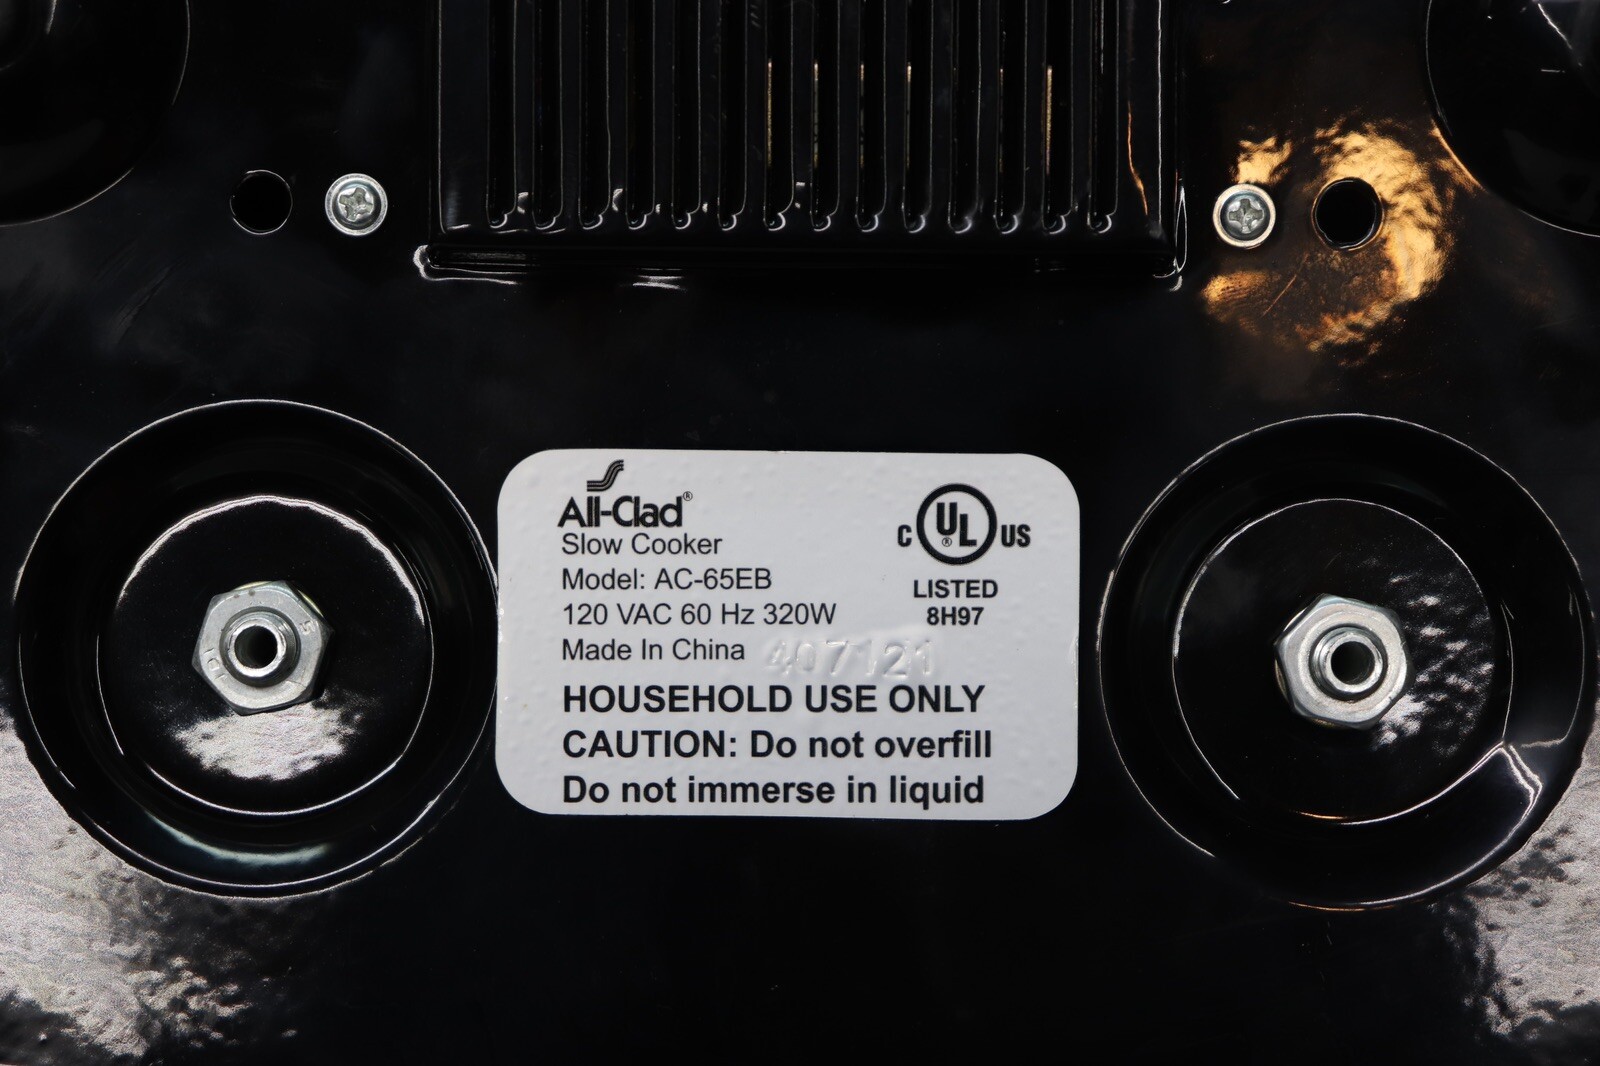 All-Clad®
Slow Cooker
Model: AC-65EB
120 VAC 60 Hz 320W
Made In China
407121
HOUSEHOLD USE ONLY
CAUTION: Do not overfill
Do not immerse in liquid
C UL® US
LISTED
8H97